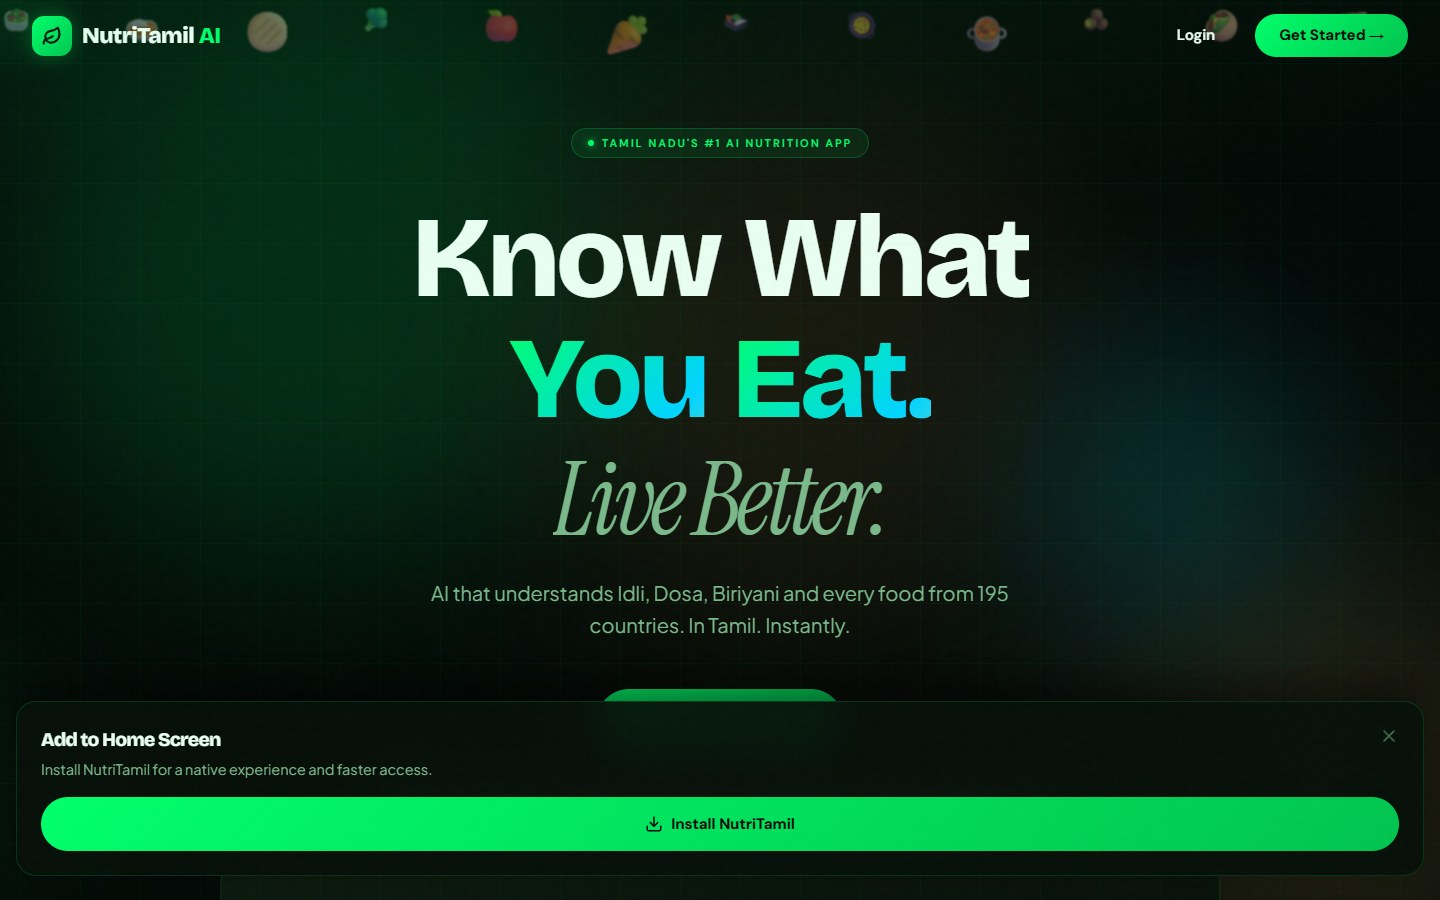 NutriTamil AI
Login
Get Started →
TAMIL NADU'S #1 AI NUTRITION APP
Know What
You Eat.
Live Better.
AI that understands Idli, Dosa, Biriyani and every food from 195
countries. In Tamil. Instantly.
Add to Home Screen
Install NutriTamil for a native experience and faster access.
Install NutriTamil